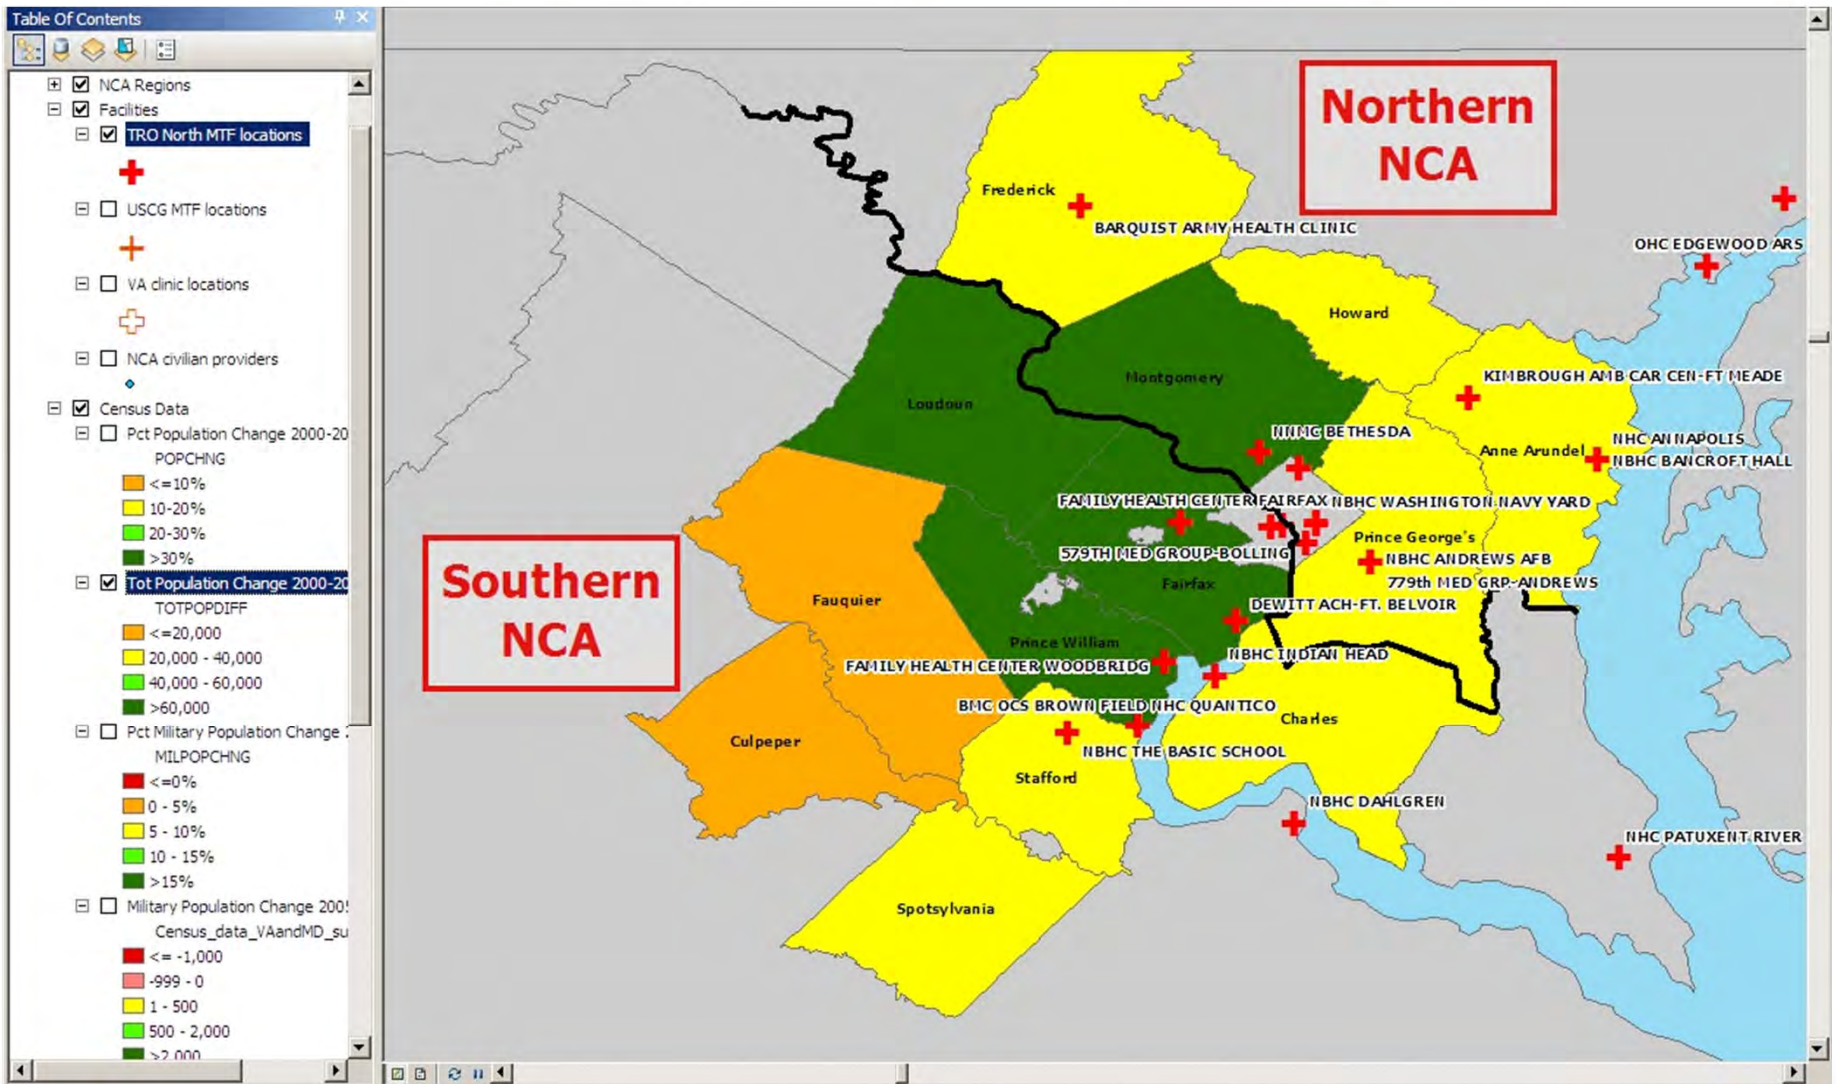 Table Of Contents
NCA Regions
Facilities
TRO North MTF locations
USCG MTF locations
VA clinic locations
NCA civilian providers
Census Data
Pct Population Change 2000-20
POPCHNG
<=10%
10-20%
20-30%
>30%
Tot Population Change 2000-20
TOTPOPDIFF
<=20,000
20,000 - 40,000
40,000 - 60,000
>60,000
Pct Military Population Change
MILPOPCHNG
<=0%
0 - 5%
5 - 10%
10 - 15%
>15%
Military Population Change 200
Census_data_VAandMD_su
<= -1,000
-999 - 0
1 - 500
500 - 2,000
>2,000
Northern
NCA
Frederick
BARQUIST ARMY HEALTH CLINIC
OHC EDGEWOOD ARS
Howard
Montgomery
KIMBROUGH AMB CAR CEN-FT MEADE
Loudoun
NNMC BETHESDA
Anne Arundel
NHC ANNAPOLIS
NBHC BANCROFT HALL
FAMILY HEALTH CENTER FAIRFAX
NBHC WASHINGTON NAVY YARD
Prince George's
579TH MED GROUP-BOLLING
NBHC ANDREWS AFB
Fairfax
779th MED GRP-ANDREWS
Southern
NCA
Fauquier
DEWITT ACH-FT. BELVOIR
Prince William
NBHC INDIAN HEAD
FAMILY HEALTH CENTER WOODBRIDG
BMC OCS BROWN FIELD NHC QUANTICO
Charles
Culpeper
NBHC THE BASIC SCHOOL
Stafford
NBHC DAHLGREN
NHC PATUXENT RIVER
Spotsylvania